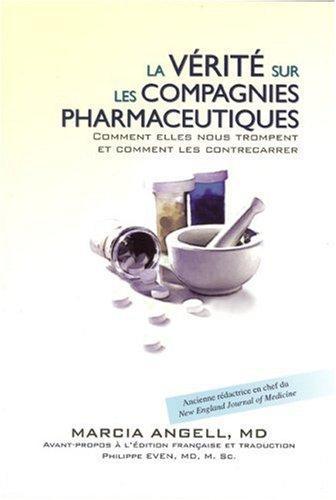 LA VÉRITÉ SUR
LES COMPAGNIES
PHARMACEUTIQUES
COMMENT ELLES NOUS TROMPENT
ET COMMENT LES CONTRECARRER
Ancienne rédactrice en chef du
New England Journal of Medicine
MARCIA ANGELL, MD
AVANT-PROPOS À L'ÉDITION FRANÇAISE ET TRADUCTION
PHILIPPE EVEN, MD, M. SC.